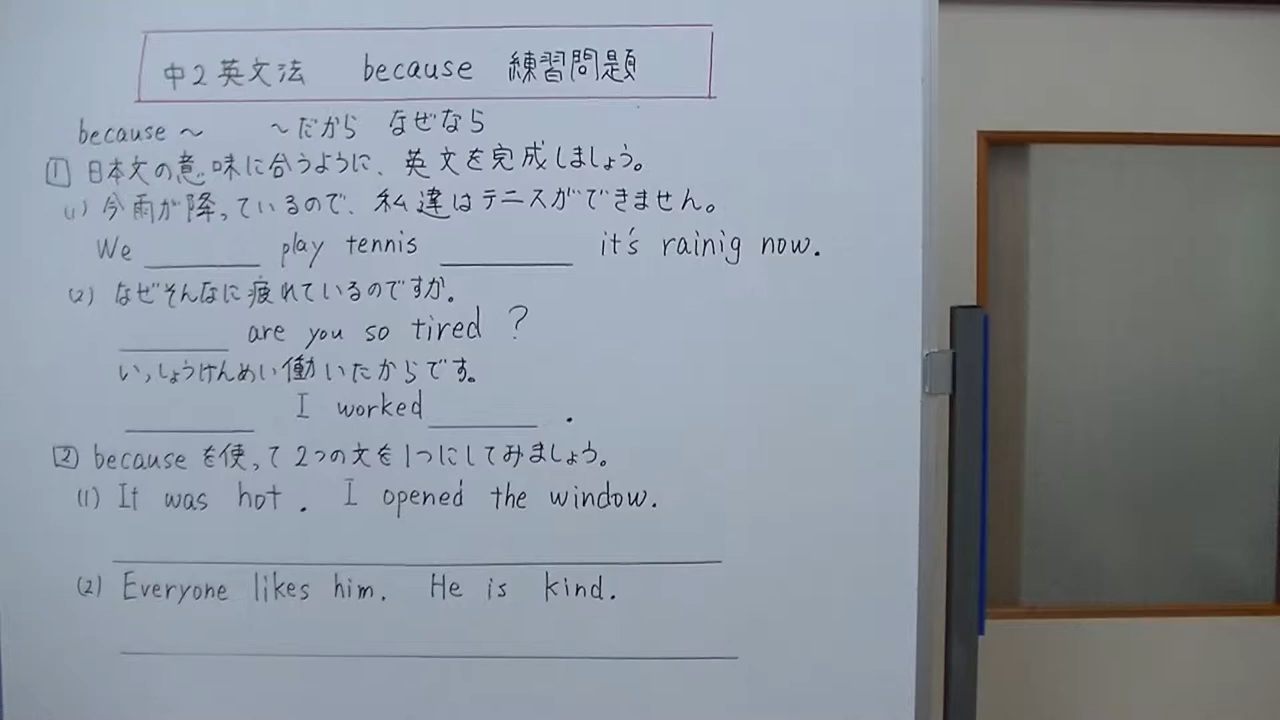 中2英文法 because 練習問題
because ～ ～だから なぜなら
1 日本文の意味に合うように、英文を完成しましょう。
(1) 今雨が降っているので、私達はテニスができません。
We ______ play tennis ______ it's rainig now.
(2) なぜそんなに疲れているのですか。
______ are you so tired ?
いっしょうけんめい働いたからです。
______ I worked ______ .
2 becauseを使って2つの文を1つにしてみましょう。
(1) It was hot. I opened the window.
(2) Everyone likes him. He is kind.